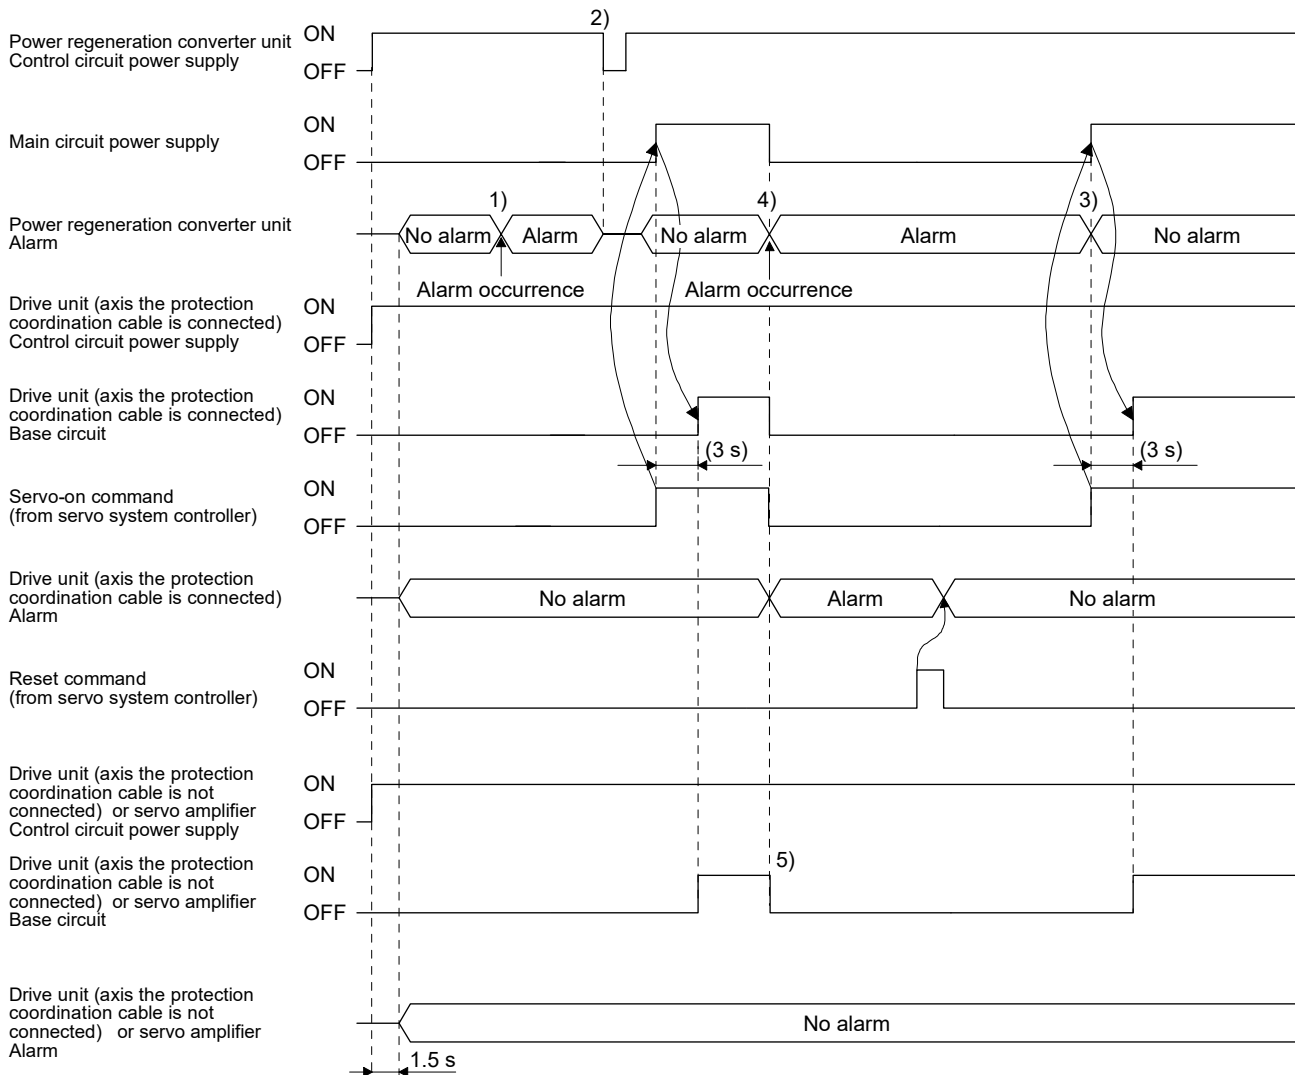 2)
Power regeneration converter unit
Control circuit power supply
ON
OFF
Main circuit power supply
ON
OFF
1)
4)
3)
Power regeneration converter unit
Alarm
No alarm
Alarm
No alarm
Alarm
No alarm
Alarm occurrence
Alarm occurrence
Drive unit (axis the protection
coordination cable is connected)
Control circuit power supply
ON
OFF
Drive unit (axis the protection
coordination cable is connected)
Base circuit
ON
OFF
(3 s)
(3 s)
Servo-on command
(from servo system controller)
ON
OFF
Drive unit (axis the protection
coordination cable is connected)
Alarm
No alarm
Alarm
No alarm
Reset command
(from servo system controller)
ON
OFF
Drive unit (axis the protection
coordination cable is not
connected) or servo amplifier
Control circuit power supply
ON
OFF
Drive unit (axis the protection
coordination cable is not
connected) or servo amplifier
Base circuit
ON
OFF
5)
Drive unit (axis the protection
coordination cable is not
connected) or servo amplifier
Alarm
No alarm
1.5 s